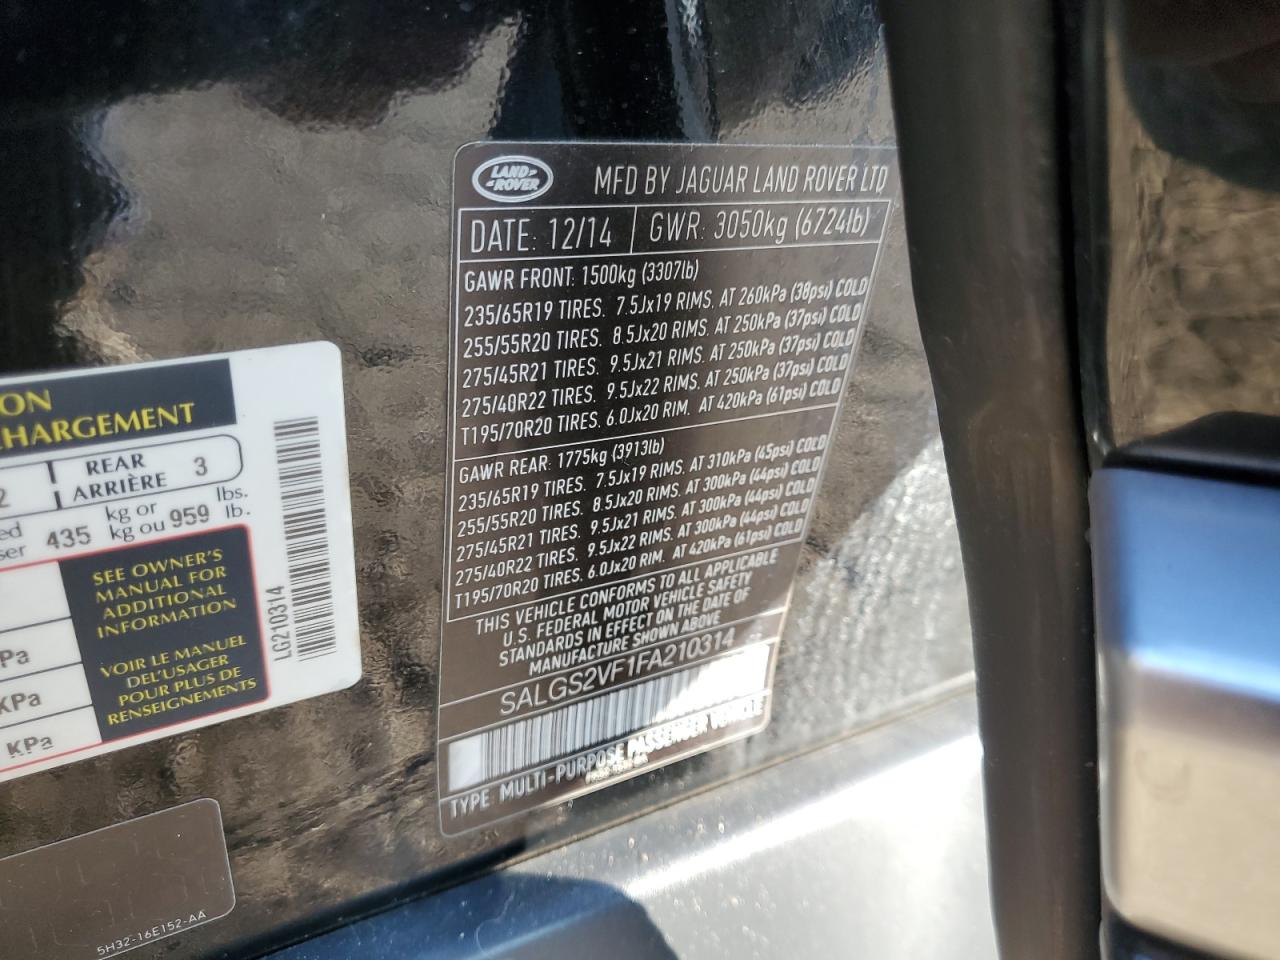 LAND ROVER
MFD BY JAGUAR LAND ROVER LTD
DATE: 12/14 GWR: 3050kg (6724lb)
GAWR FRONT: 1500kg (3307lb)
235/65R19 TIRES. 7.5Jx19 RIMS. AT 260kPa (38psi) COLD
255/55R20 TIRES. 8.5Jx20 RIMS. AT 250kPa (37psi) COLD
275/45R21 TIRES. 9.5Jx21 RIMS. AT 250kPa (37psi) COLD
275/40R22 TIRES. 9.5Jx22 RIMS. AT 250kPa (37psi) COLD
T195/70R20 TIRES. 6.0Jx20 RIM. AT 420kPa (61psi) COLD
GAWR REAR: 1775kg (3913lb)
235/65R19 TIRES. 7.5Jx19 RIMS. AT 310kPa (45psi) COLD
255/55R20 TIRES. 8.5Jx20 RIMS. AT 300kPa (44psi) COLD
275/45R21 TIRES. 9.5Jx21 RIMS. AT 300kPa (44psi) COLD
275/40R22 TIRES. 9.5Jx22 RIMS. AT 300kPa (44psi) COLD
T195/70R20 TIRES. 6.0Jx20 RIM. AT 420kPa (61psi) COLD
THIS VEHICLE CONFORMS TO ALL APPLICABLE
U.S. FEDERAL MOTOR VEHICLE SAFETY
STANDARDS IN EFFECT ON THE DATE OF
MANUFACTURE SHOWN ABOVE
SALGS2VF1FA210314
TYPE: MULTI-PURPOSE PASSENGER VEHICLE
ON
HARGEMENT
2 REAR 3
ARRIÈRE
ed 435 kg or 959 lbs.
ser kg ou lb.
SEE OWNER'S
MANUAL FOR
ADDITIONAL
INFORMATION
Pa
VOIR LE MANUEL
DEL'USAGER
POUR PLUS DE
RENSEIGNEMENTS
KPa
KPa
LG210314
5H32-16E152-AA